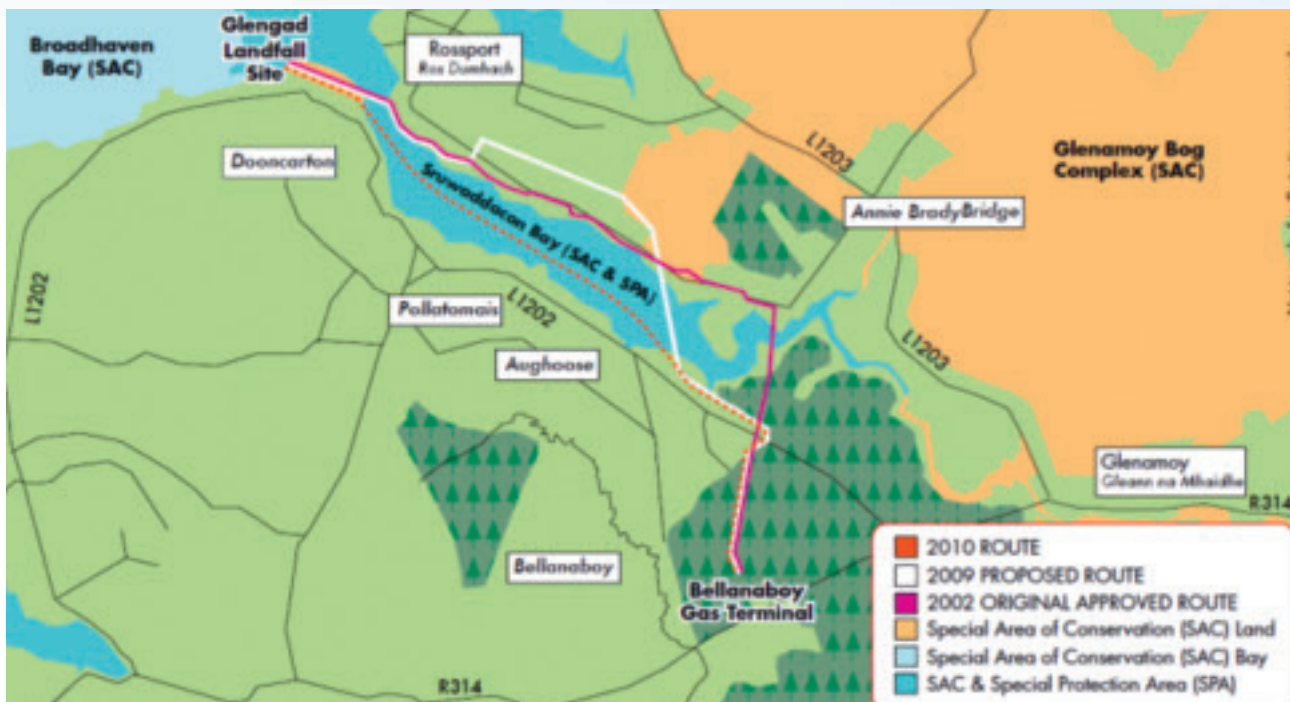 Broadhaven
Bay (SAC)
Glengad
Landfall
Site
Rossport
Ros Dumhach
L1203
Glenamoy Bog
Complex (SAC)
Dooncarton
Sruwaddacon Bay (SAC & SPA)
Annie BradyBridge
L1202
Pollatomais
L1202
L1203
Aughoose
Glenamoy
Gleann na Mhaidhe
R314
Bellanaboy
Bellanaboy
Gas Terminal
R314
2010 ROUTE
2009 PROPOSED ROUTE
2002 ORIGINAL APPROVED ROUTE
Special Area of Conservation (SAC) Land
Special Area of Conservation (SAC) Bay
SAC & Special Protection Area (SPA)